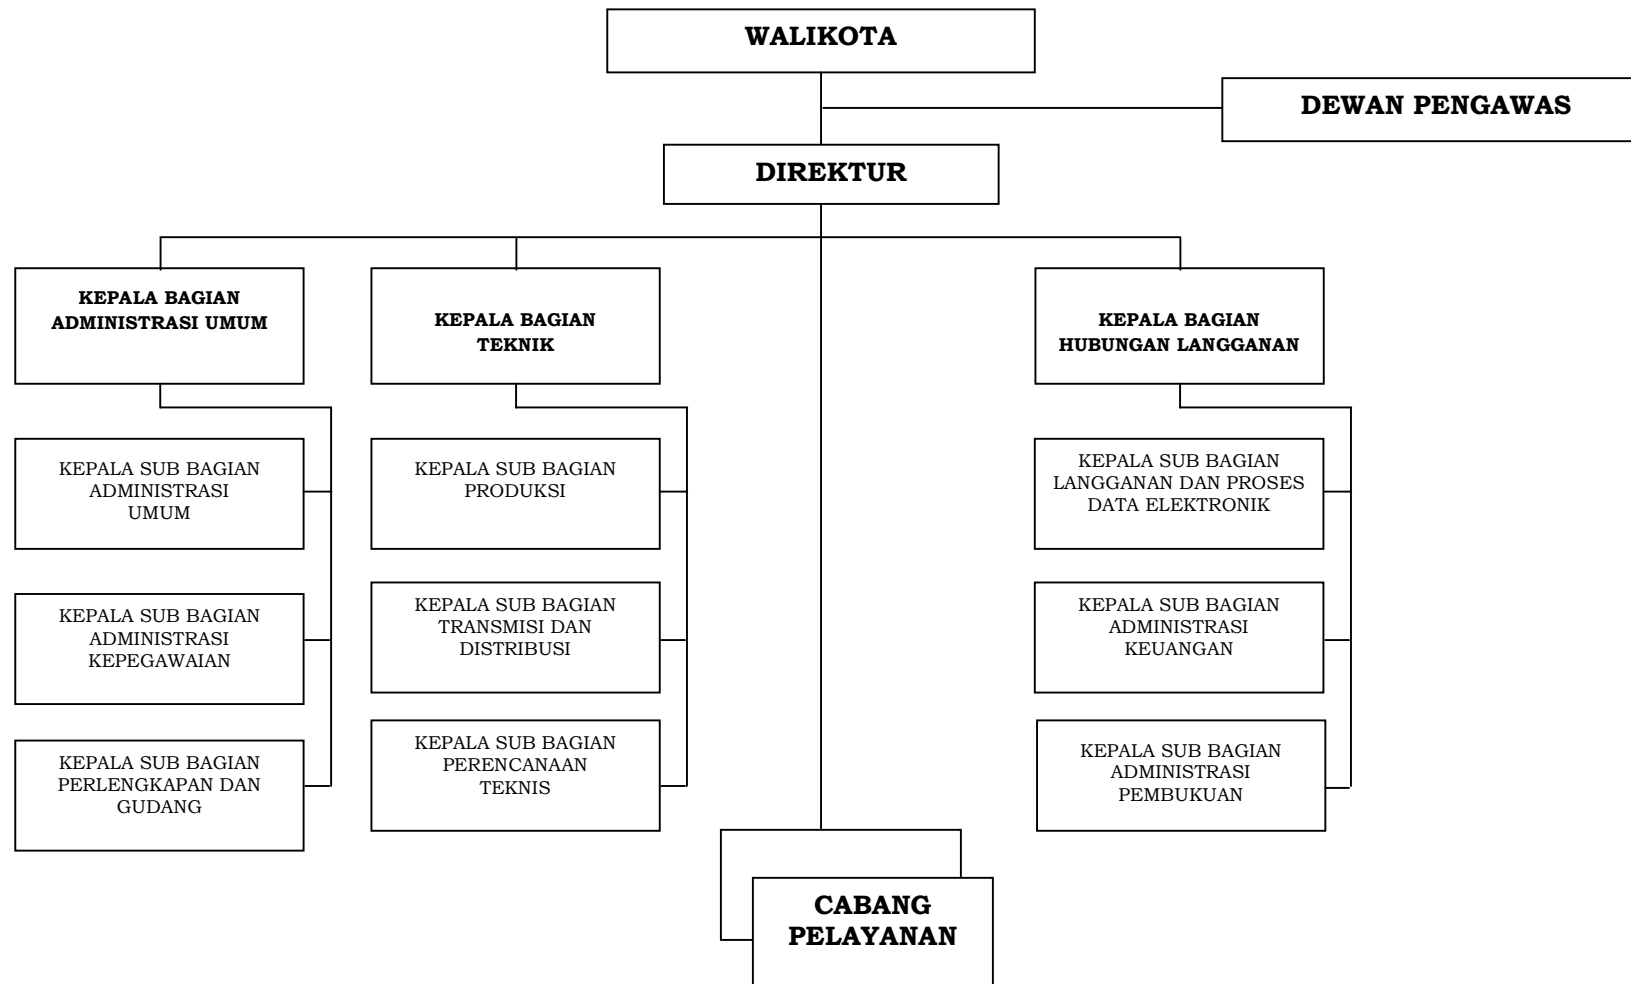 WALIKOTA
DEWAN PENGAWAS
DIREKTUR
KEPALA BAGIAN
ADMINISTRASI UMUM
KEPALA BAGIAN
TEKNIK
KEPALA BAGIAN
HUBUNGAN LANGGANAN
KEPALA SUB BAGIAN
ADMINISTRASI
UMUM
KEPALA SUB BAGIAN
PRODUKSI
KEPALA SUB BAGIAN
LANGGANAN DAN PROSES
DATA ELEKTRONIK
KEPALA SUB BAGIAN
ADMINISTRASI
KEPEGAWAIAN
KEPALA SUB BAGIAN
TRANSMISI DAN
DISTRIBUSI
KEPALA SUB BAGIAN
ADMINISTRASI
KEUANGAN
KEPALA SUB BAGIAN
PERLENGKAPAN DAN
GUDANG
KEPALA SUB BAGIAN
PERENCANAAN
TEKNIS
KEPALA SUB BAGIAN
ADMINISTRASI
PEMBUKUAN
CABANG
PELAYANAN